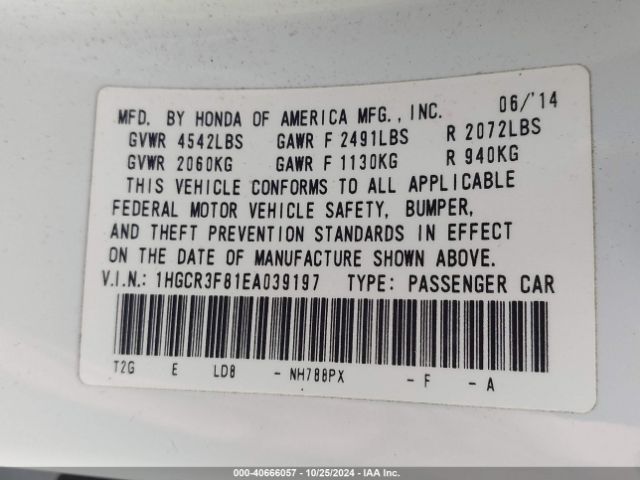 MFD. BY HONDA OF AMERICA MFG., INC. 06/'14
GVWR 4542LBS GAWR F 2491LBS R 2072LBS
GVWR 2060KG GAWR F 1130KG R 940KG
THIS VEHICLE CONFORMS TO ALL APPLICABLE
FEDERAL MOTOR VEHICLE SAFETY, BUMPER,
AND THEFT PREVENTION STANDARDS IN EFFECT
ON THE DATE OF MANUFACTURE SHOWN ABOVE.
V.I.N.: 1HGCR3F81EA039197 TYPE: PASSENGER CAR
T2G E LD8 - NH788PX - F - A
000-40666057 - 10/25/2024 - IAA Inc.